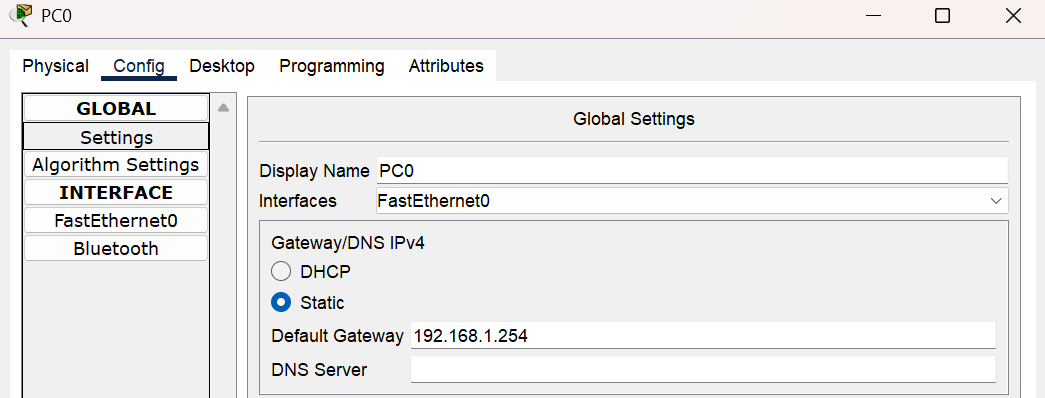 PC0
Physical Config Desktop Programming Attributes
GLOBAL
Settings
Algorithm Settings
INTERFACE
FastEthernet0
Bluetooth
Global Settings
Display Name PC0
Interfaces FastEthernet0
Gateway/DNS IPv4
DHCP
Static
Default Gateway 192.168.1.254
DNS Server